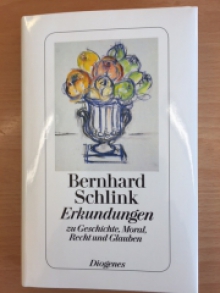 Bernhard
Schlink
Erkundungen
zu Geschichte, Moral,
Recht und Glauben
Diogenes